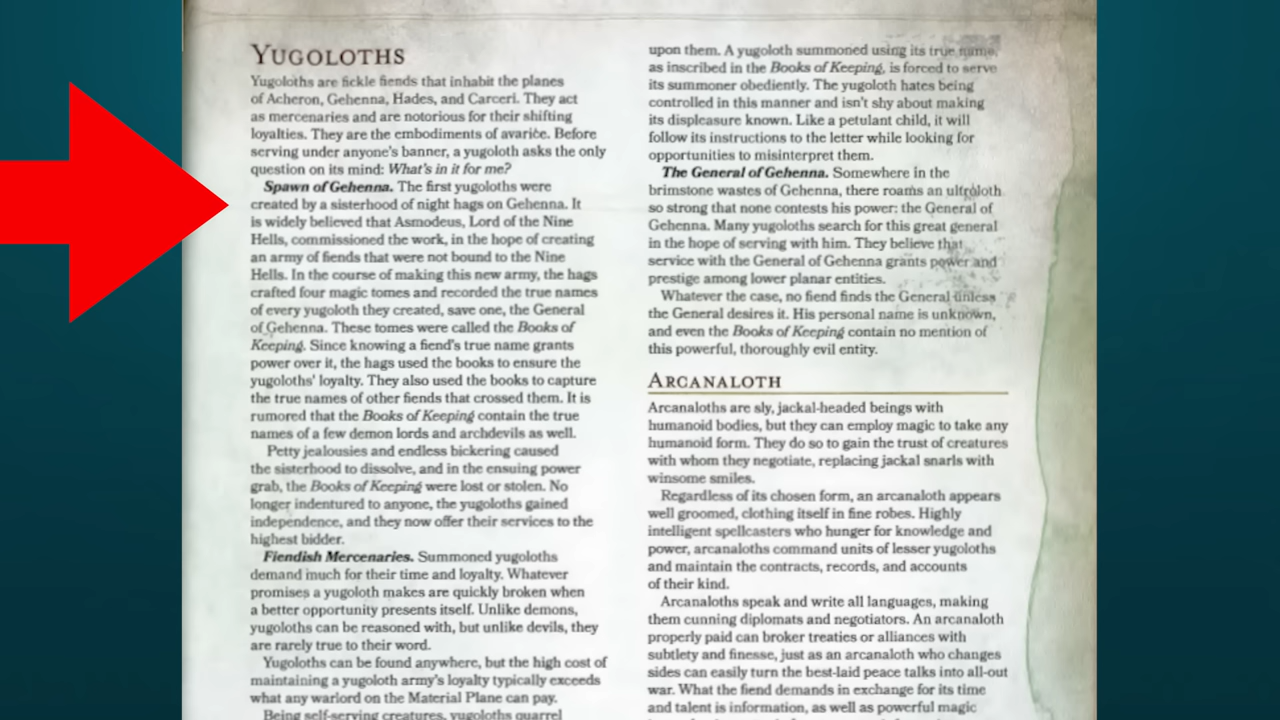 YUGOLOTHS
Yugoloths are fickle fiends that inhabit the planes
of Acheron, Gehenna, Hades, and Carceri. They act
as mercenaries and are notorious for their shifting
loyalties. They are the embodiments of avarice. Before
serving under anyone's banner, a yugoloth asks the only
question on its mind: What's in it for me?
Spawn of Gehenna. The first yugoloths were
created by a sisterhood of night hags on Gehenna. It
is widely believed that Asmodeus, Lord of the Nine
Hells, commissioned the work, in the hope of creating
an army of fiends that were not bound to the Nine
Hells. In the course of making this new army, the hags
crafted four magic tomes and recorded the true names
of every yugoloth they created, save one, the General
of Gehenna. These tomes were called the Books of
Keeping. Since knowing a fiend's true name grants
power over it, the hags used the books to ensure the
yugoloths' loyalty. They also used the books to capture
the true names of other fiends that crossed them. It is
rumored that the Books of Keeping contain the true
names of a few demon lords and archdevils as well.
Petty jealousies and endless bickering caused
the sisterhood to dissolve, and in the ensuing power
grab, the Books of Keeping were lost or stolen. No
longer indentured to anyone, the yugoloths gained
independence, and they now offer their services to the
highest bidder.
Fiendish Mercenaries. Summoned yugoloths
demand much for their time and loyalty. Whatever
promises a yugoloth makes are quickly broken when
a better opportunity presents itself. Unlike demons,
yugoloths can be reasoned with, but unlike devils, they
are rarely true to their word.
Yugoloths can be found anywhere, but the high cost of
maintaining a yugoloth army's loyalty typically exceeds
what any warlord on the Material Plane can pay.
Being self-serving creatures, yugoloths quarrel
upon them. A yugoloth summoned using its true name,
as inscribed in the Books of Keeping, is forced to serve
its summoner obediently. The yugoloth hates being
controlled in this manner and isn't shy about making
its displeasure known. Like a petulant child, it will
follow its instructions to the letter while looking for
opportunities to misinterpret them.
The General of Gehenna. Somewhere in the
brimstone wastes of Gehenna, there roams an ultroloth
so strong that none contests his power: the General of
Gehenna. Many yugoloths search for this great general
in the hope of serving with him. They believe that
service with the General of Gehenna grants power and
prestige among lower planar entities.
Whatever the case, no fiend finds the General unless
the General desires it. His personal name is unknown,
and even the Books of Keeping contain no mention of
this powerful, thoroughly evil entity.
ARCANALOTH
Arcanaloths are sly, jackal-headed beings with
humanoid bodies, but they can employ magic to take any
humanoid form. They do so to gain the trust of creatures
with whom they negotiate, replacing jackal snarls with
winsome smiles.
Regardless of its chosen form, an arcanaloth appears
well groomed, clothing itself in fine robes. Highly
intelligent spellcasters who hunger for knowledge and
power, arcanaloths command units of lesser yugoloths
and maintain the contracts, records, and accounts
of their kind.
Arcanaloths speak and write all languages, making
them cunning diplomats and negotiators. An arcanaloth
properly paid can broker treaties or alliances with
subtlety and finesse, just as an arcanaloth who changes
sides can easily turn the best-laid peace talks into all-out
war. What the fiend demands in exchange for its time
and talent is information, as well as powerful magic